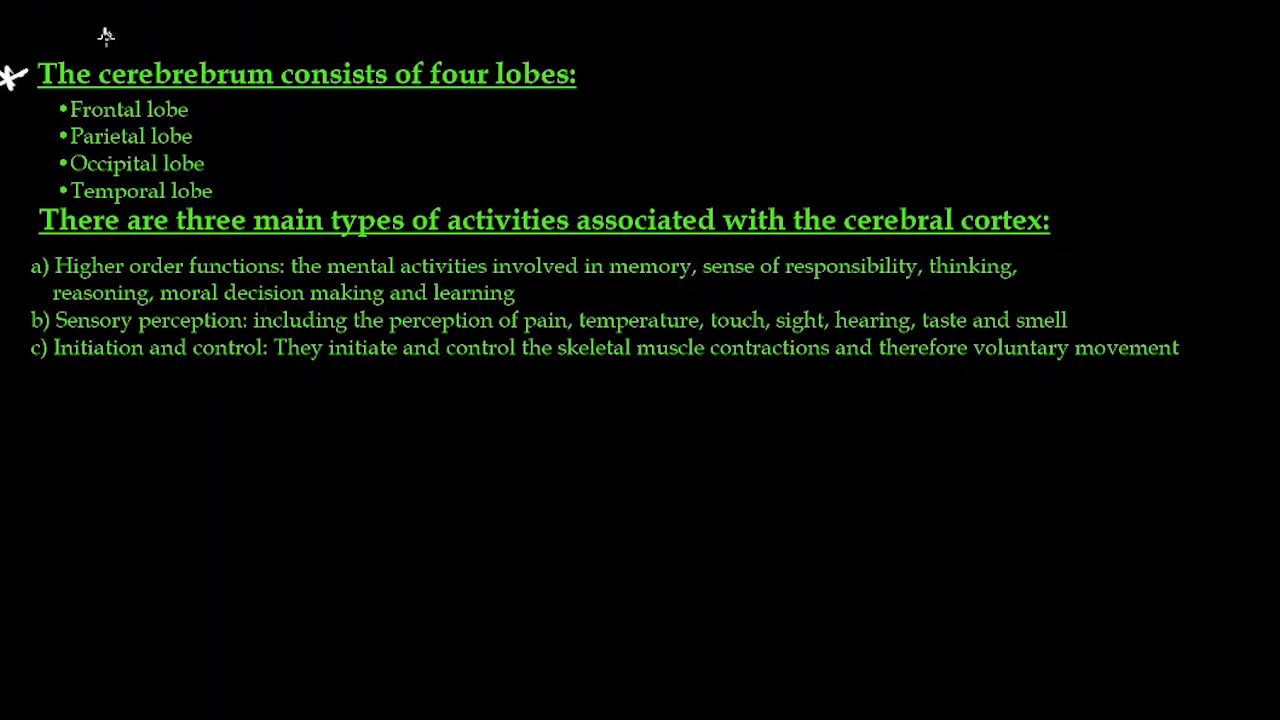 The cerebrebrum consists of four lobes:
•Frontal lobe
•Parietal lobe
•Occipital lobe
•Temporal lobe
There are three main types of activities associated with the cerebral cortex:
a) Higher order functions: the mental activities involved in memory, sense of responsibility, thinking,
reasoning, moral decision making and learning
b) Sensory perception: including the perception of pain, temperature, touch, sight, hearing, taste and smell
c) Initiation and control: They initiate and control the skeletal muscle contractions and therefore voluntary movement